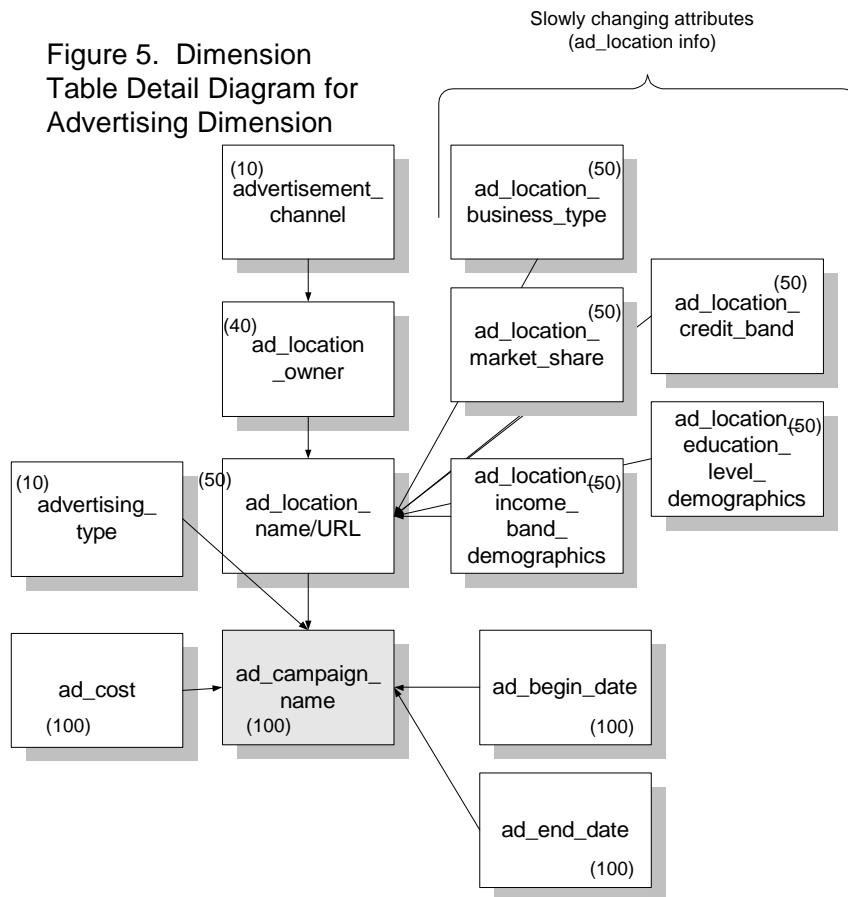 Slowly changing attributes
(ad_location info)
Figure 5.  Dimension
Table Detail Diagram for
Advertising Dimension
(10)
advertisement_
channel
(50)
ad_location_
business_type
(40)
ad_location
_owner
(50)
ad_location_
market_share
(50)
ad_location_
credit_band
(10)
advertising_
type
(50)
ad_location_
name/URL
ad_location_
(50)
income_
band_
demographics
ad_location_
(50)
education_
level_
demographics
ad_cost
(100)
ad_campaign_
name
(100)
ad_begin_date
(100)
ad_end_date
(100)